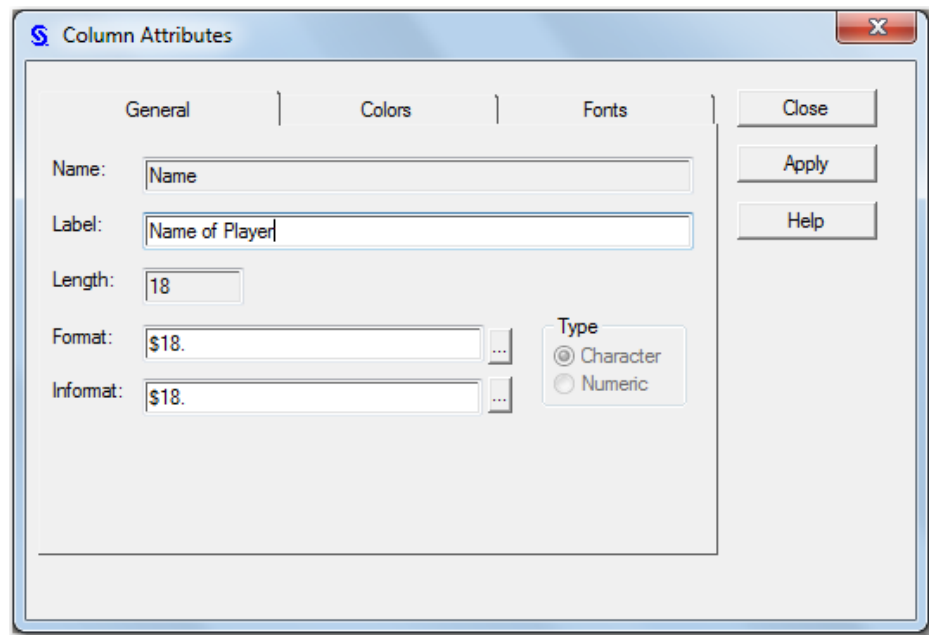 Column Attributes
X
General Colors Fonts
Close
Name: Name
Apply
Label: Name of Player
Help
Length: 18
Format: $18. ...
Type
Character
Numeric
Informat: $18. ...